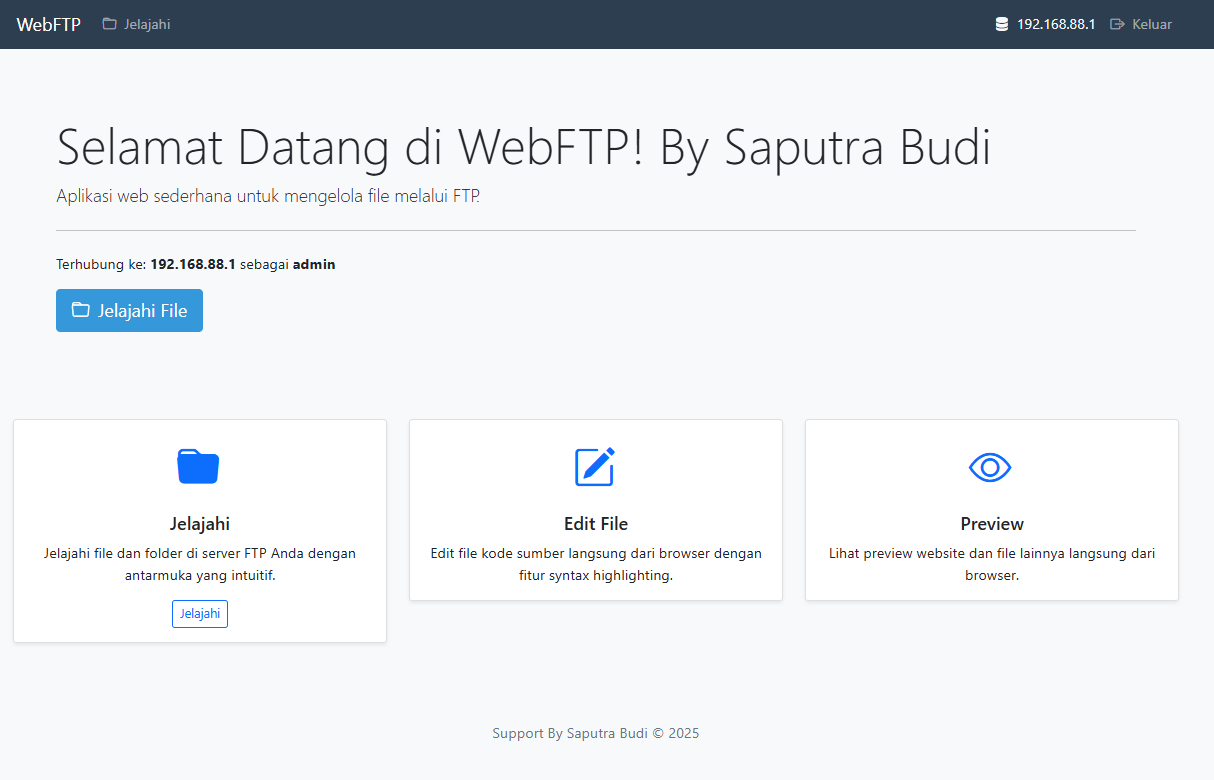 WebFTP Jelajahi 192.168.88.1 Keluar
Selamat Datang di WebFTP! By Saputra Budi
Aplikasi web sederhana untuk mengelola file melalui FTP.
Terhubung ke: 192.168.88.1 sebagai admin
Jelajahi File
Jelajahi
Jelajahi file dan folder di server FTP Anda dengan
antarmuka yang intuitif.
Jelajahi
Edit File
Edit file kode sumber langsung dari browser dengan
fitur syntax highlighting.
Preview
Lihat preview website dan file lainnya langsung dari
browser.
Support By Saputra Budi © 2025